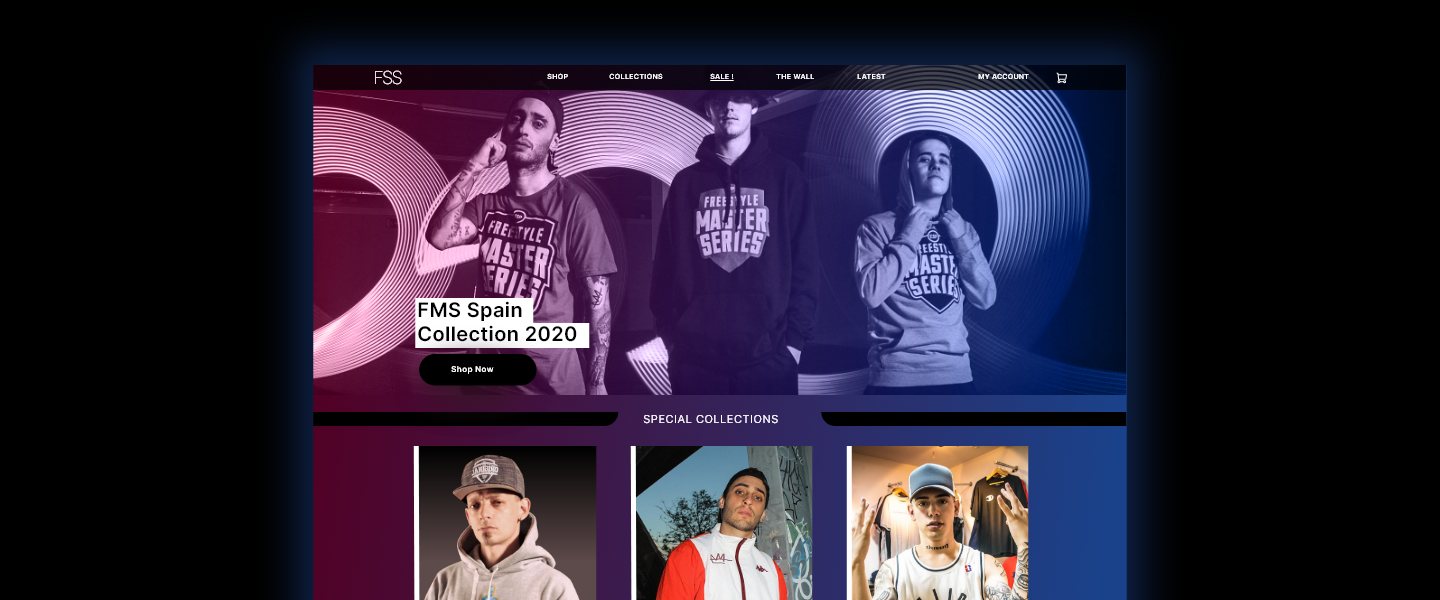 FSS
SHOP
COLLECTIONS
SALE !
THE WALL
LATEST
MY ACCOUNT
FREESTYLE
MASTER
SERIES
FREESTYLE
MASTER
SERIES
FREESTYLE
MASTER
SERIES
FMS Spain
Collection 2020
Shop Now
SPECIAL COLLECTIONS